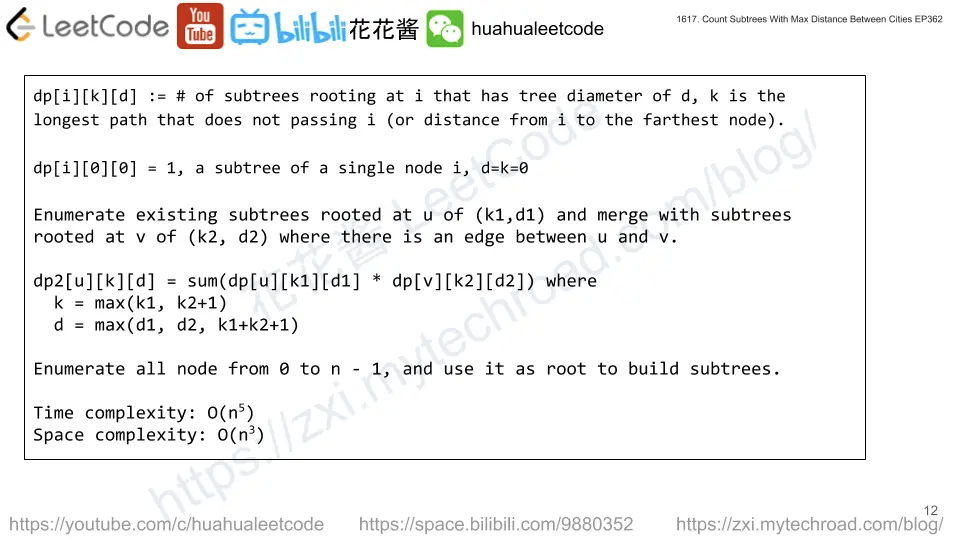 LeetCode
You
Tube
bilibili
花花酱
huahualeetcode
1617. Count Subtrees With Max Distance Between Cities EP362
dp[i][k][d] := # of subtrees rooting at i that has tree diameter of d, k is the
longest path that does not passing i (or distance from i to the farthest node).
dp[i][0][0] = 1, a subtree of a single node i, d=k=0
Enumerate existing subtrees rooted at u of (k1,d1) and merge with subtrees
rooted at v of (k2, d2) where there is an edge between u and v.
dp2[u][k][d] = sum(dp[u][k1][d1] * dp[v][k2][d2]) where
k = max(k1, k2+1)
d = max(d1, d2, k1+k2+1)
Enumerate all node from 0 to n - 1, and use it as root to build subtrees.
Time complexity: O(n⁵)
Space complexity: O(n³)
花花酱 LeetCode
https://zxi.mytechroad.com/blog/
12
https://youtube.com/c/huahualeetcode
https://space.bilibili.com/9880352
https://zxi.mytechroad.com/blog/